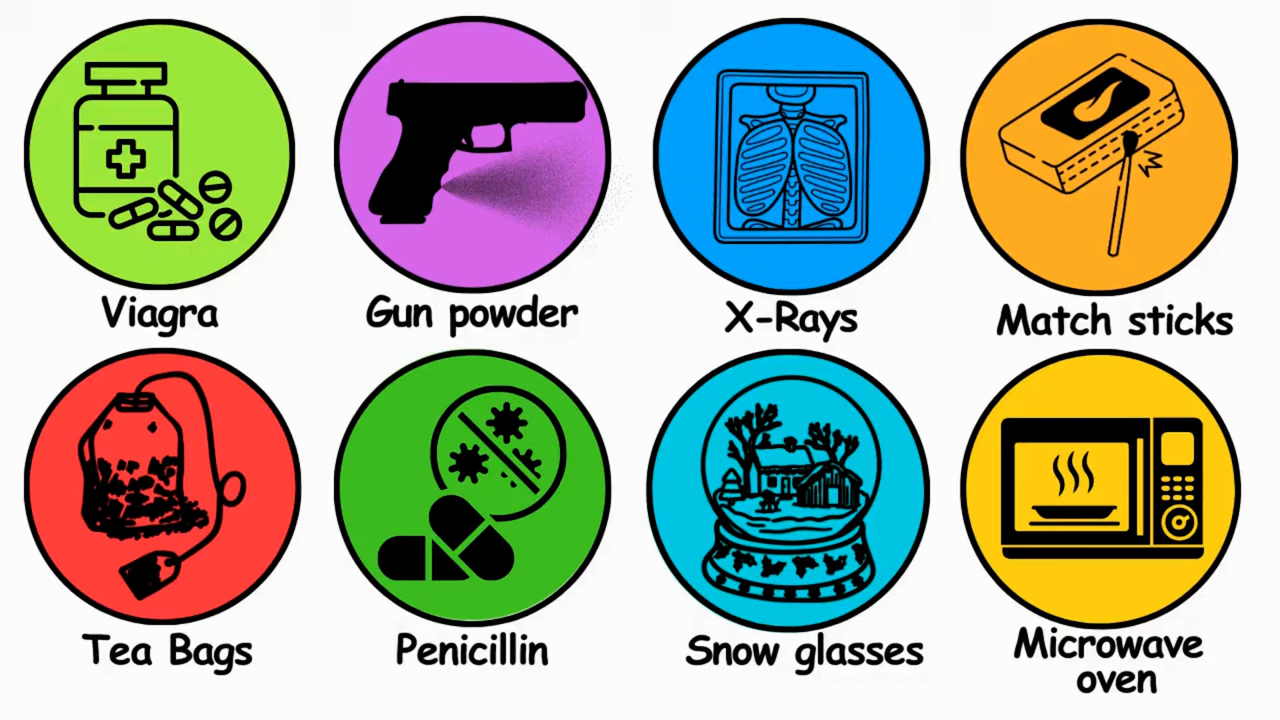 Viagra
Gun powder
X-Rays
Match sticks
Tea Bags
Penicillin
Snow glasses
Microwave
oven